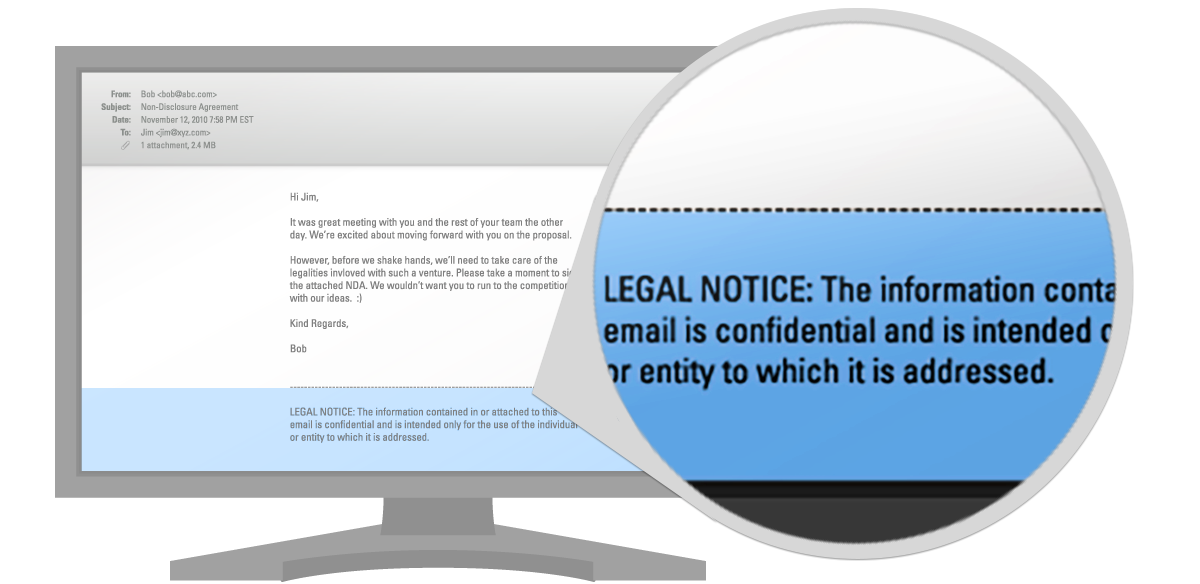 From: Bob <bob@abc.com>
Subject: Non-Disclosure Agreement
Date: November 12, 2010 7:58 PM EST
To: Jim <jim@xyz.com>
1 attachment, 2.4 MB
Hi Jim,
It was great meeting with you and the rest of your team the other
day. We're excited about moving forward with you on the proposal.
However, before we shake hands, we'll need to take care of the
legalities invloved with such a venture. Please take a moment to si
the attached NDA. We wouldn't want you to run to the competition
with our ideas. :)
Kind Regards,
Bob
LEGAL NOTICE: The information contained in or attached to this
email is confidential and is intended only for the use of the individual
or entity to which it is addressed.
LEGAL NOTICE: The information conta
email is confidential and is intended
or entity to which it is addressed.